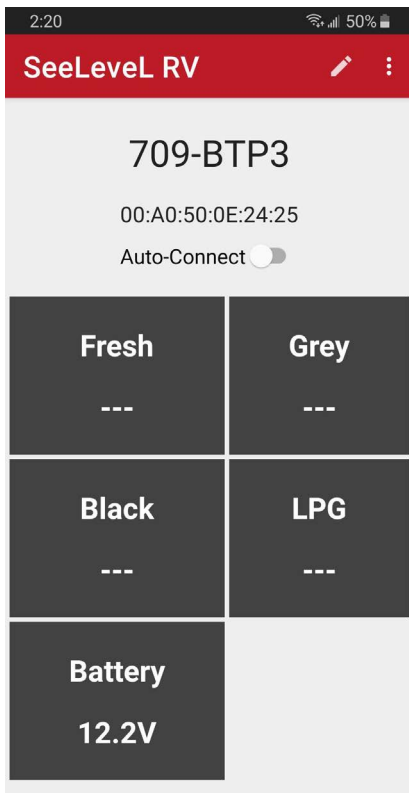 2:20 50%
SeeLeveL RV
709-BTP3
00:A0:50:0E:24:25
Auto-Connect
Fresh Grey
--- ---
Black LPG
--- ---
Battery
12.2V